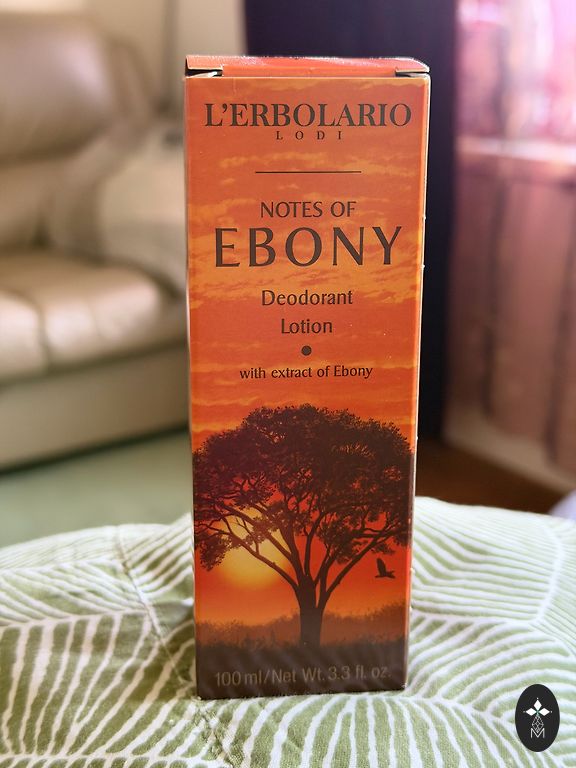 L'ERBOLARIO
LODI
NOTES OF
EBONY
Deodorant
Lotion
with extract of Ebony
100 ml/Net Wt. 3.3 fl. oz.
M